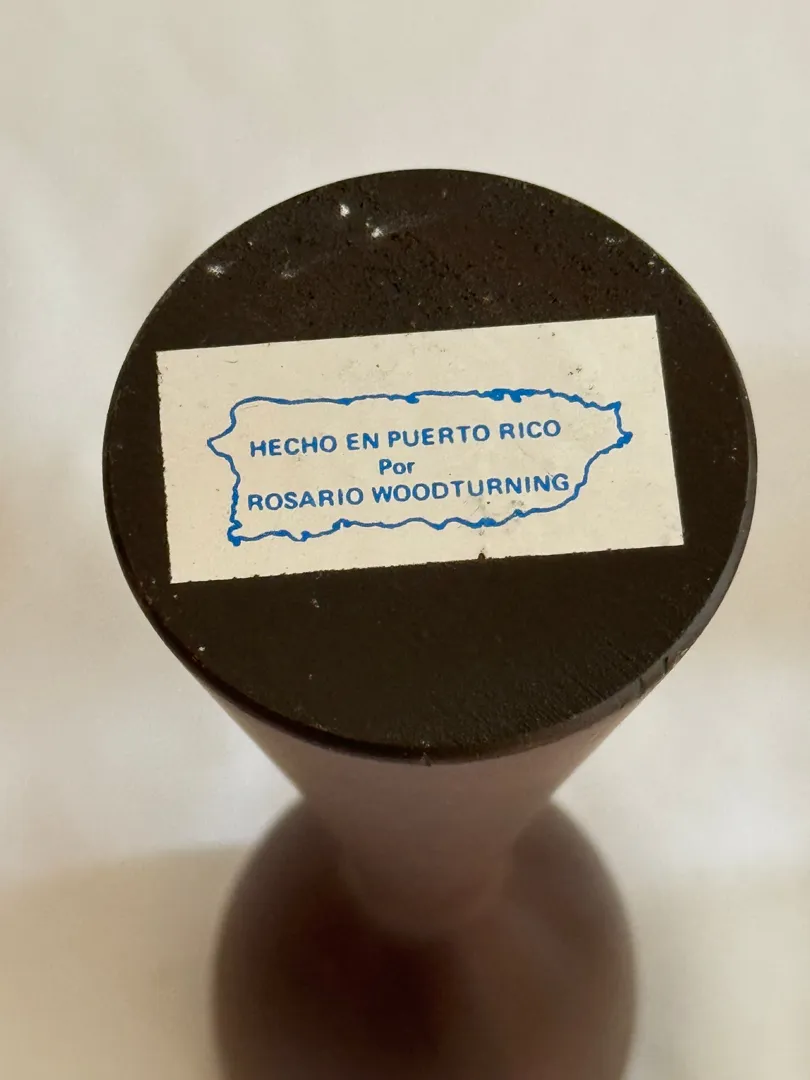 HECHO EN PUERTO RICO
Por
ROSARIO WOODTURNING